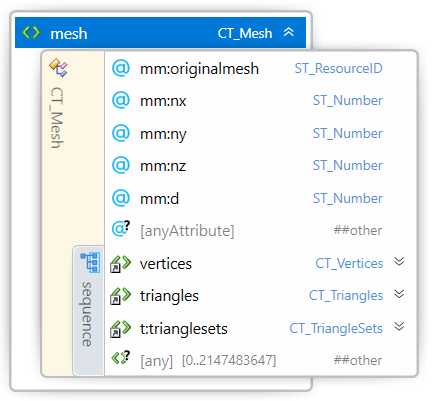 mesh CT_Mesh
CT_Mesh
mm:originalmesh ST_ResourceID
mm:nx ST_Number
mm:ny ST_Number
mm:nz ST_Number
mm:d ST_Number
[anyAttribute] ##other
sequence
vertices CT_Vertices
triangles CT_Triangles
t:trianglesets CT_TriangleSets
[any] [0..2147483647] ##other